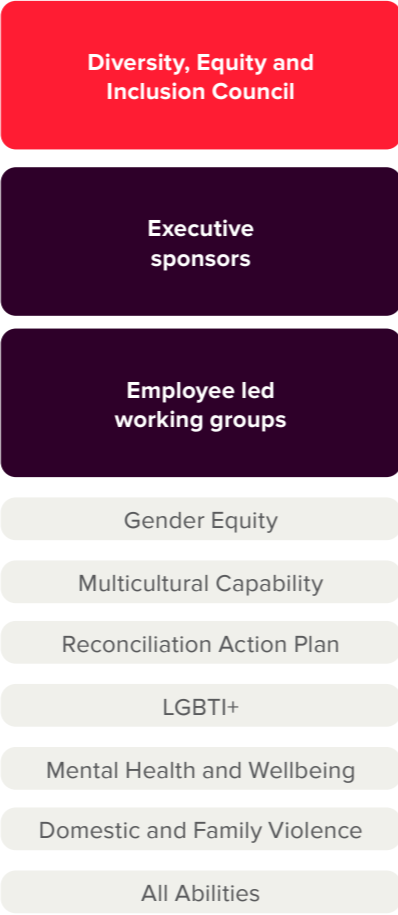 Diversity, Equity and
Inclusion Council
Executive
sponsors
Employee led
working groups
Gender Equity
Multicultural Capability
Reconciliation Action Plan
LGBTI+
Mental Health and Wellbeing
Domestic and Family Violence
All Abilities